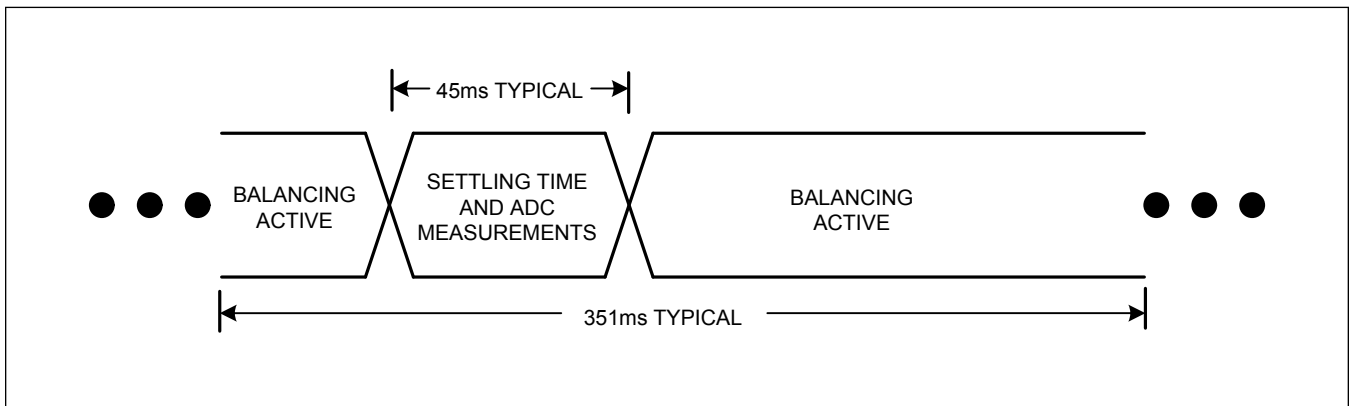 45ms TYPICAL
BALANCING
ACTIVE
SETTLING TIME
AND ADC
MEASUREMENTS
BALANCING
ACTIVE
351ms TYPICAL